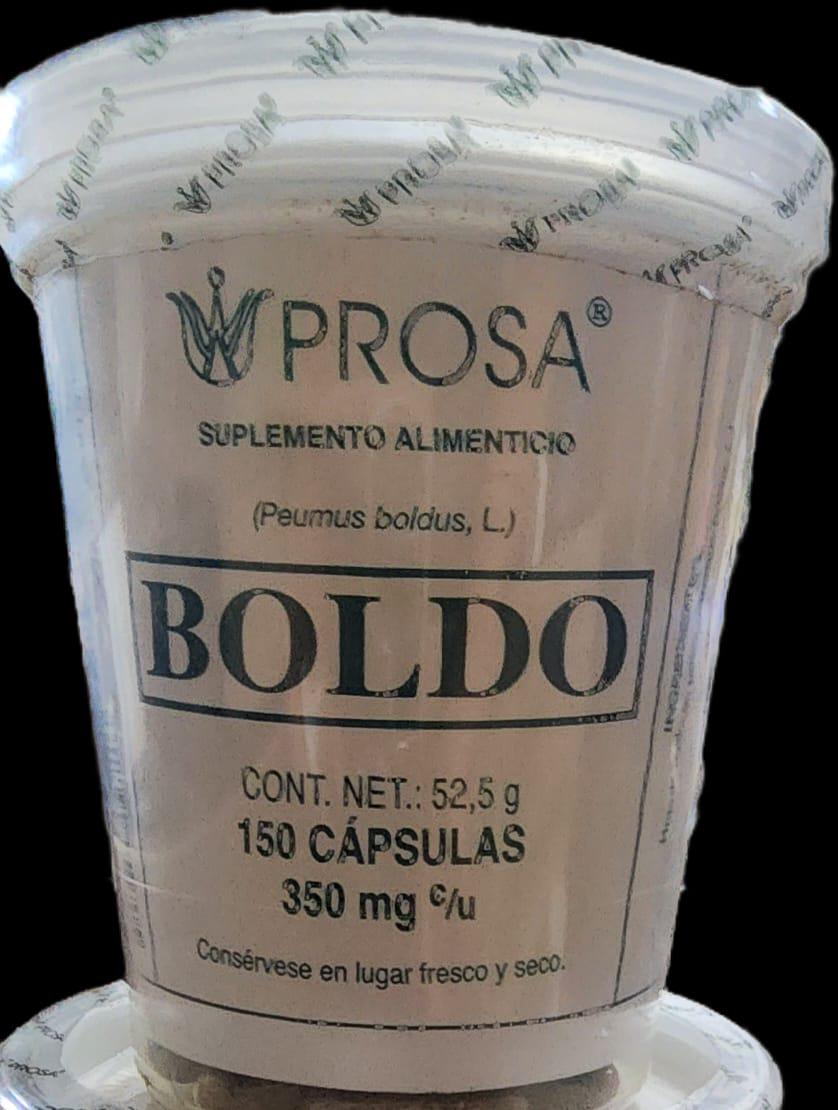 PROSA®
SUPLEMENTO ALIMENTICIO
(Peumus boldus, L.)
BOLDO
CONT. NET.: 52,5 g
150 CÁPSULAS
350 mg c/u
Consérvese en lugar fresco y seco.